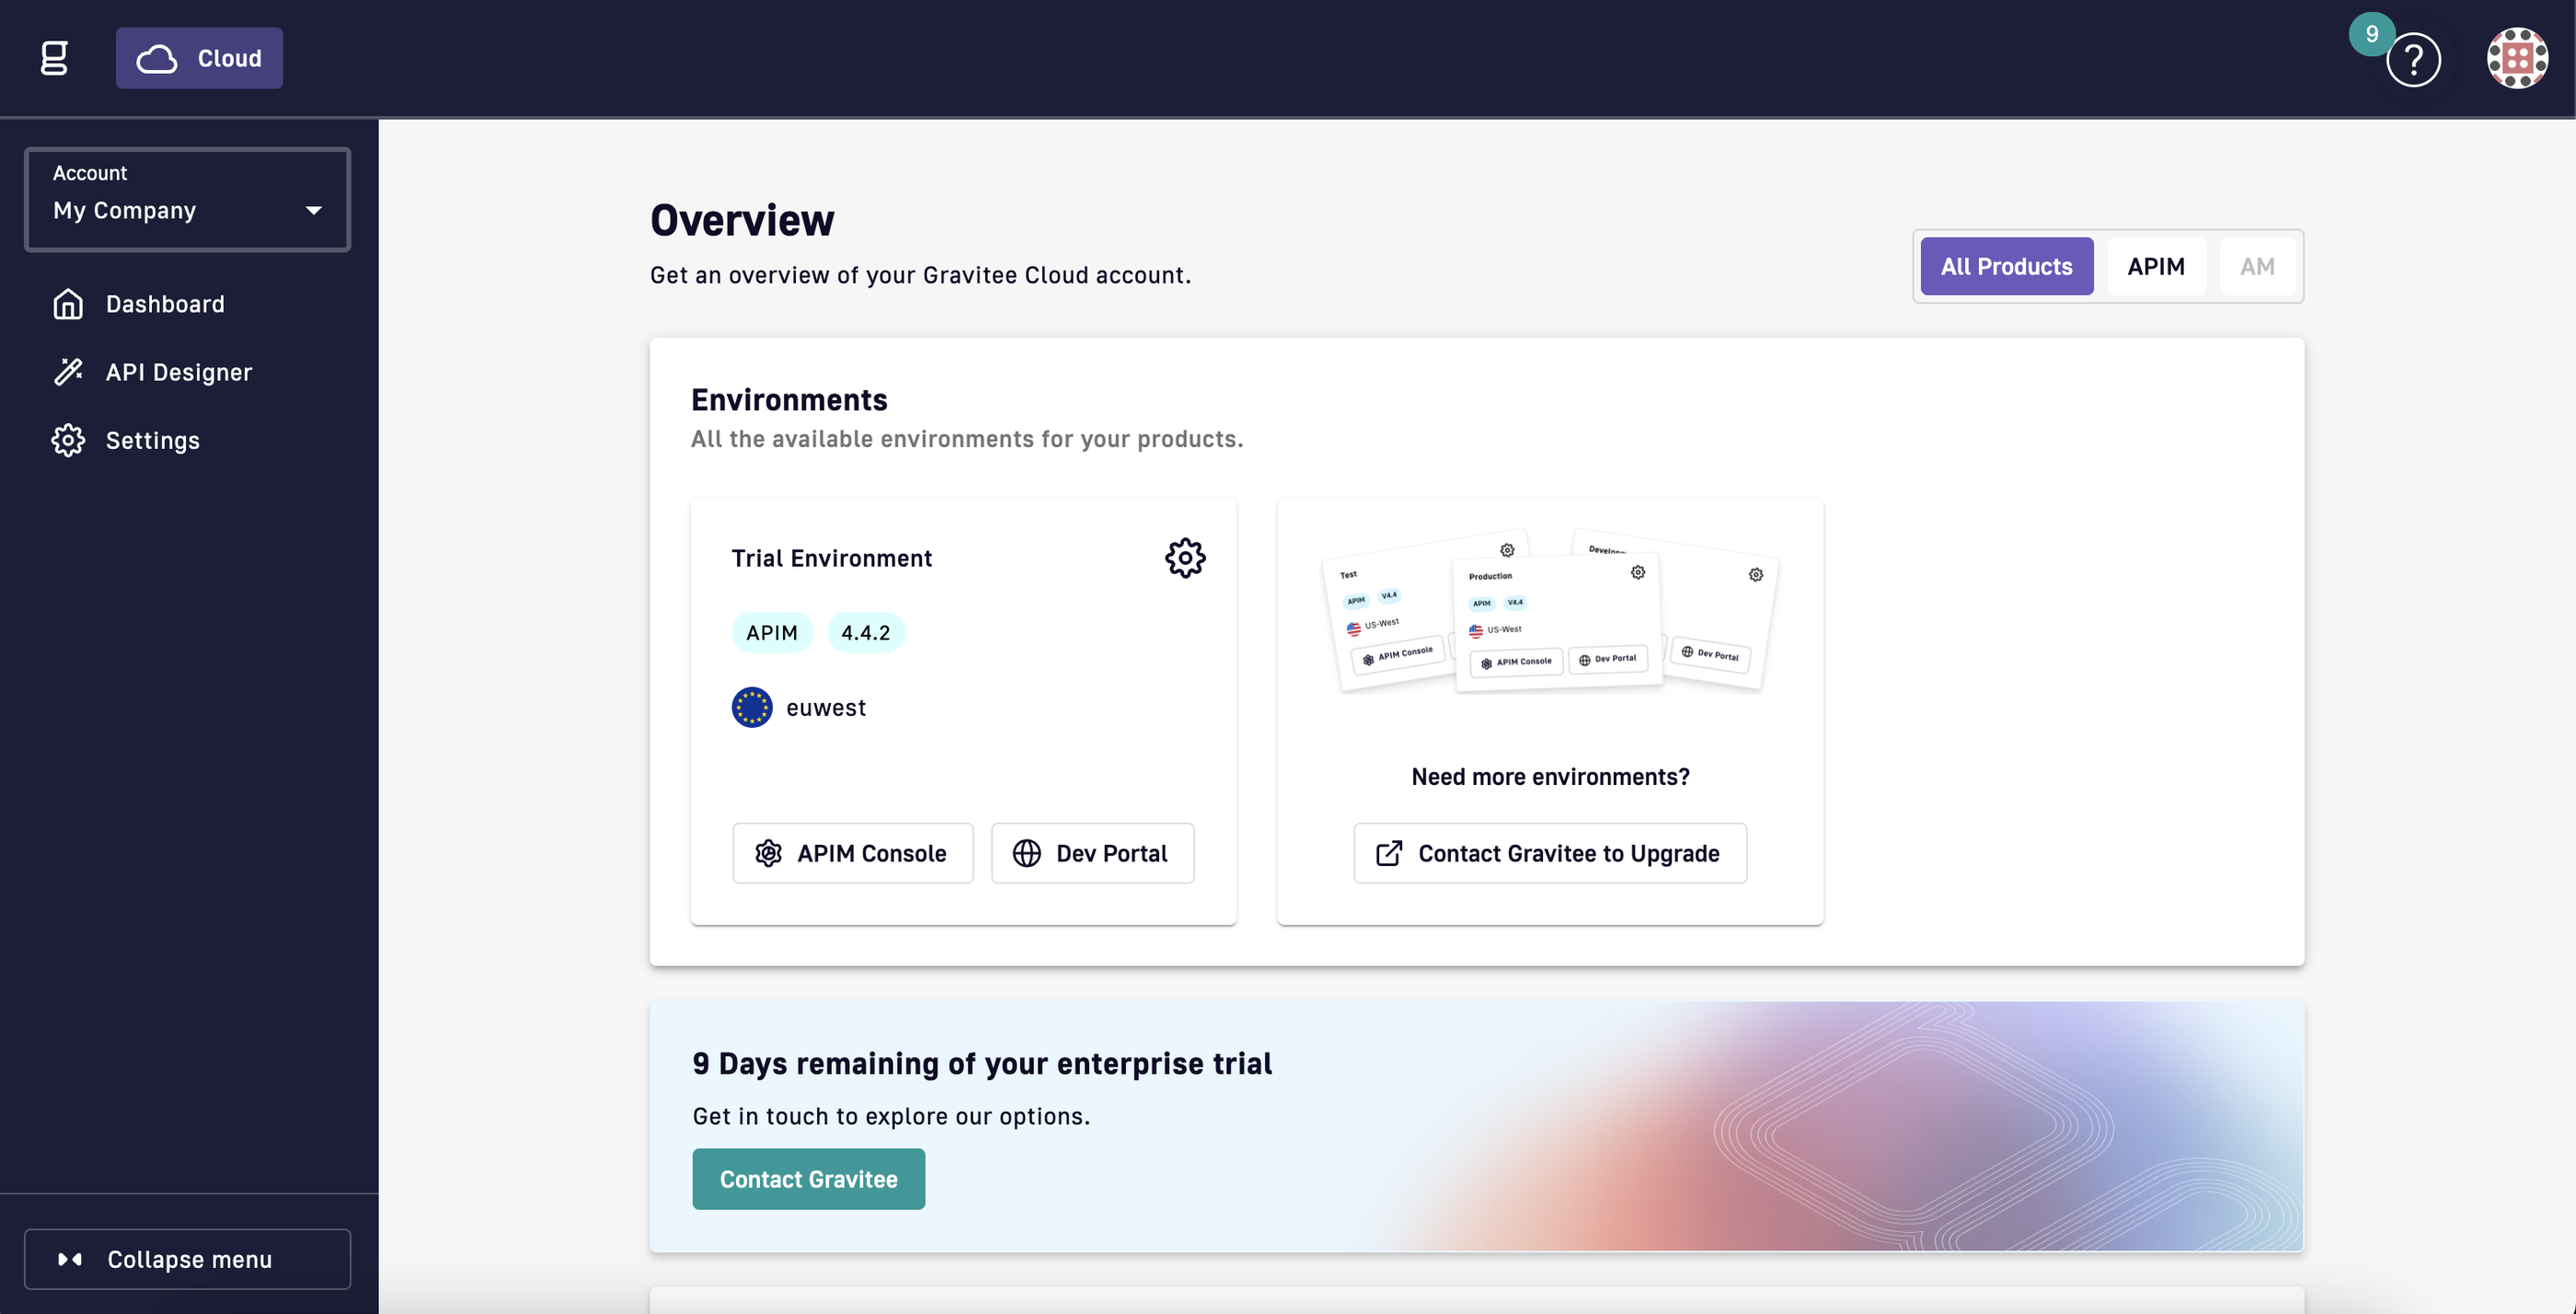 g
Cloud
9
?
Account
My Company
Dashboard
API Designer
Settings
Collapse menu
Overview
Get an overview of your Gravitee Cloud account.
All Products
APIM
AM
Environments
All the available environments for your products.
Trial Environment
APIM 4.4.2
euwest
APIM Console
Dev Portal
Test
APIM V4.4
US-West
APIM Console
Production
APIM V4.4
US-West
APIM Console
Dev Portal
Dev Portal
Need more environments?
Contact Gravitee to Upgrade
9 Days remaining of your enterprise trial
Get in touch to explore our options.
Contact Gravitee